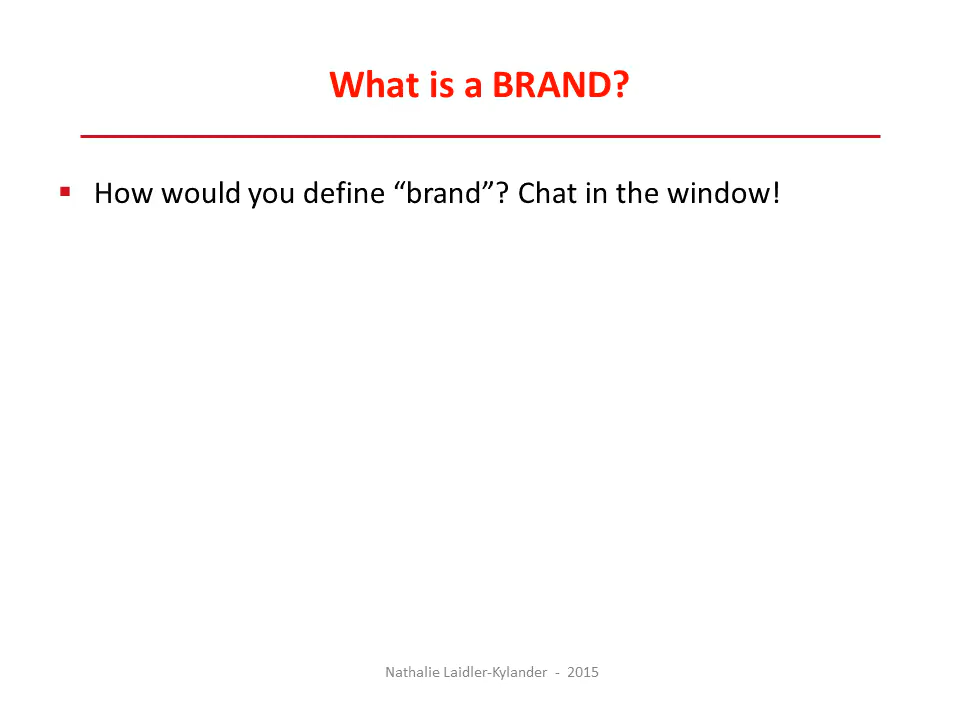 What is a BRAND?
▪ How would you define “brand”? Chat in the window!
Nathalie Laidler-Kylander - 2015